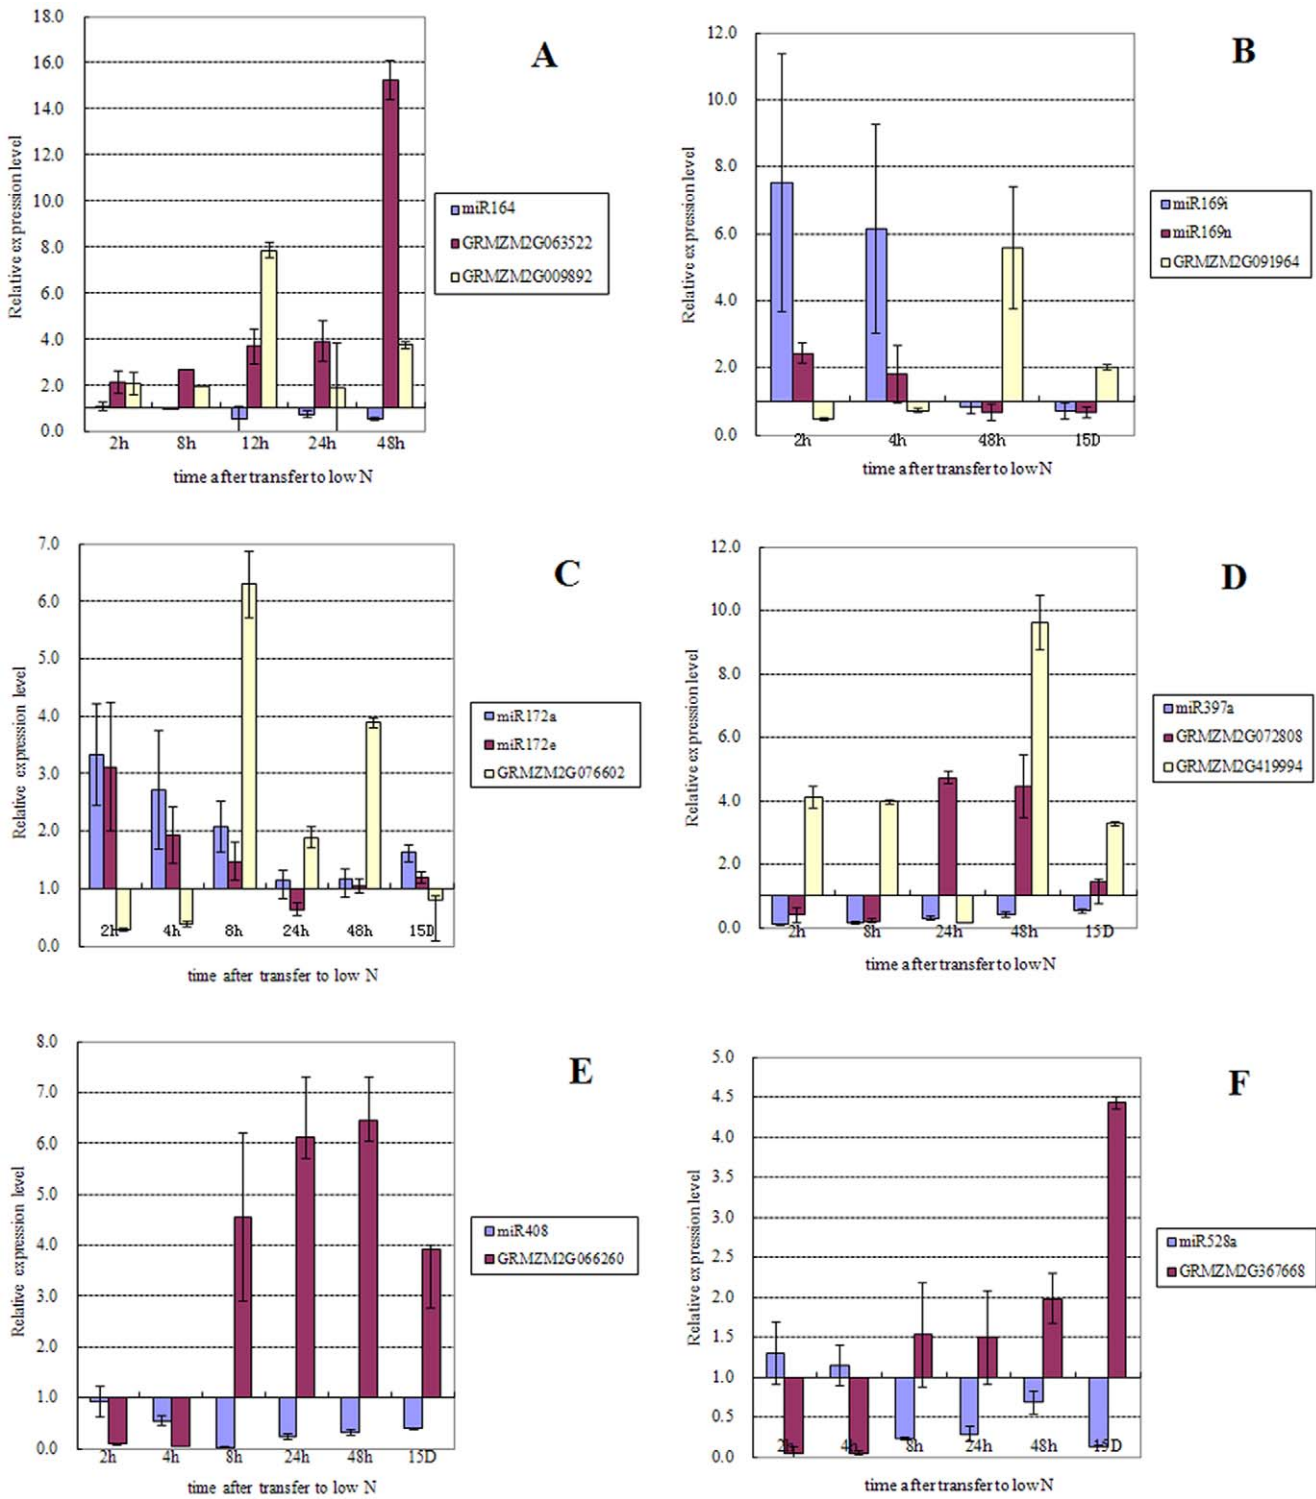 A
18.0
16.0
14.0
12.0
10.0
8.0
6.0
4.0
2.0
0.0
Relative expression level
2h 8h 12h 24h 48h
time after transfer to low N
miR164
GRMZM2G063522
GRMZM2G009892
B
12.0
10.0
8.0
6.0
4.0
2.0
0.0
Relative expression level
2h 4h 48h 15D
time after transfer to low N
miR169i
miR169n
GRMZM2G091964
C
7.0
6.0
5.0
4.0
3.0
2.0
1.0
0.0
Relative expression level
2h 4h 8h 24h 48h 15D
time after transfer to low N
miR172a
miR172e
GRMZM2G076602
D
12.0
10.0
8.0
6.0
4.0
2.0
0.0
Relative expression level
2h 8h 24h 48h 15D
time after transfer to low N
miR397a
GRMZM2G072808
GRMZM2G419994
E
8.0
7.0
6.0
5.0
4.0
3.0
2.0
1.0
0.0
Relative expression level
2h 4h 8h 24h 48h 15D
time after transfer to low N
miR408
GRMZM2G066260
F
5.0
4.5
4.0
3.5
3.0
2.5
2.0
1.5
1.0
0.5
0.0
Relative expression level
2h 4h 8h 24h 48h 15D
time after transfer to low N
miR528a
GRMZM2G367668